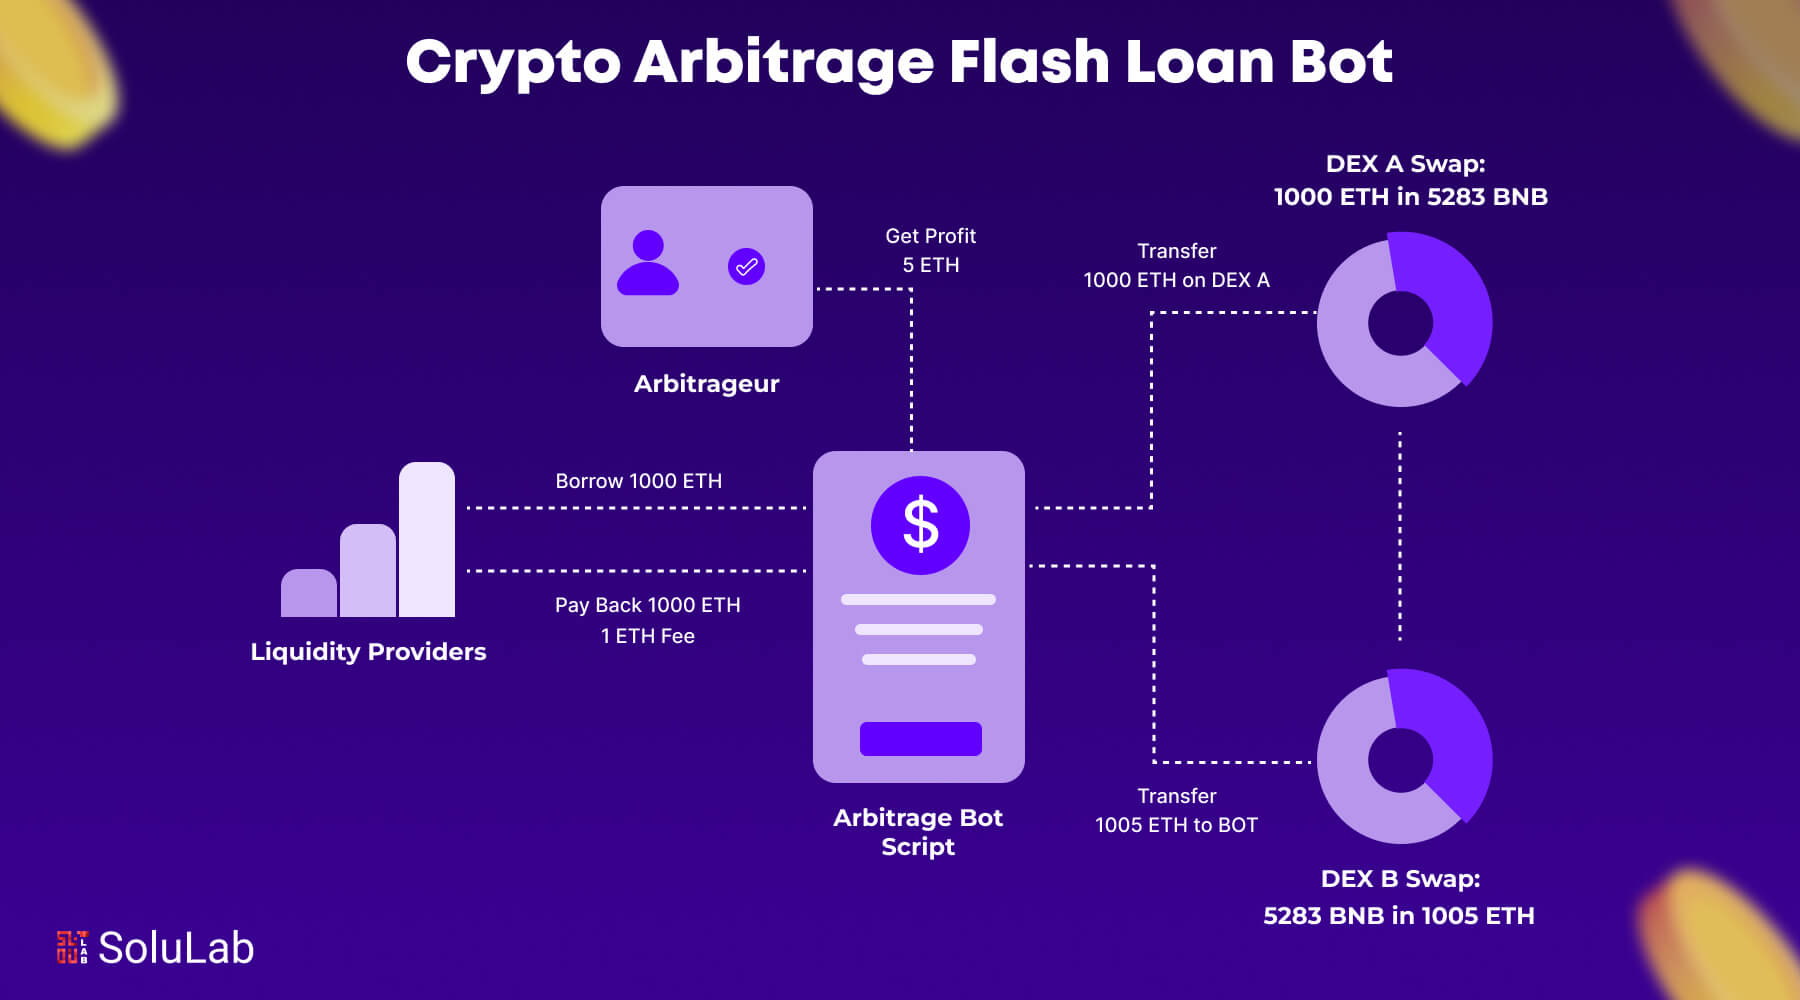 Crypto Arbitrage Flash Loan Bot
DEX A Swap:
1000 ETH in 5283 BNB
Get Profit
5 ETH
Transfer
1000 ETH on DEX A
Arbitrageur
Borrow 1000 ETH
$
Pay Back 1000 ETH
1 ETH Fee
Liquidity Providers
Arbitrage Bot
Script
Transfer
1005 ETH to BOT
DEX B Swap:
5283 BNB in 1005 ETH
SoluLab